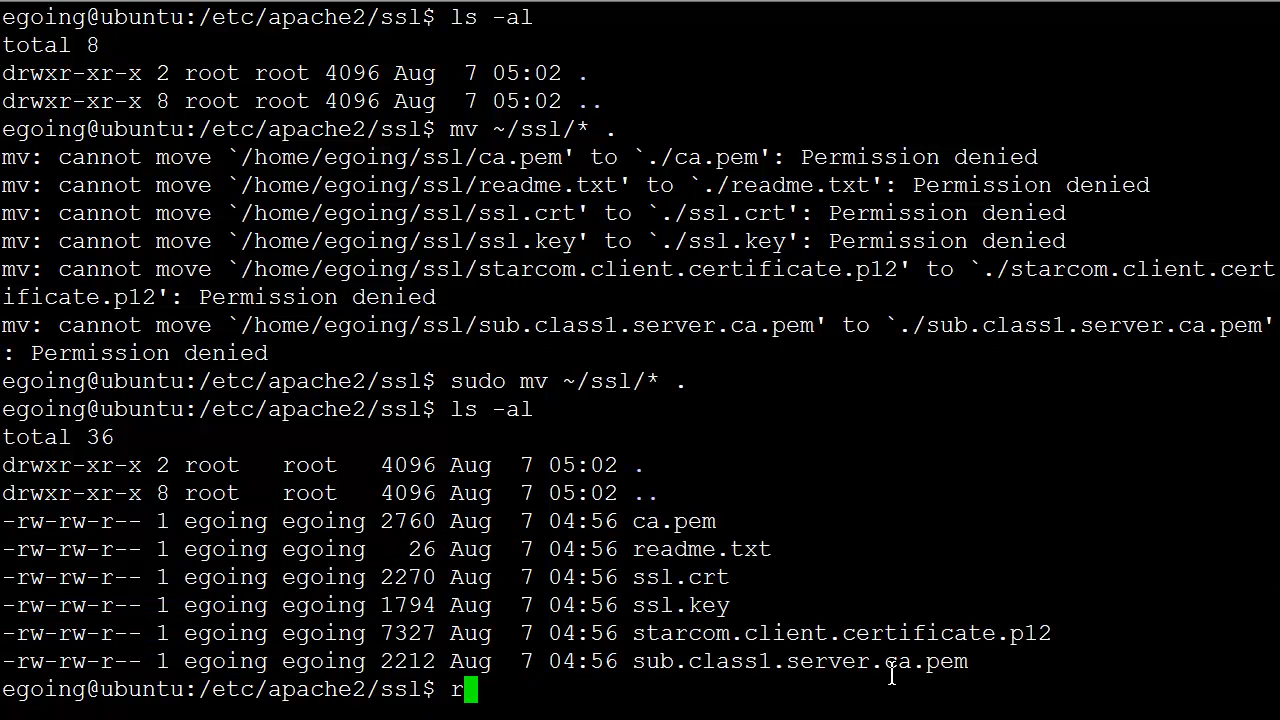 egoing@ubuntu:/etc/apache2/ssl$ ls -al
total 8
drwxr-xr-x 2 root root 4096 Aug  7 05:02 .
drwxr-xr-x 8 root root 4096 Aug  7 05:02 ..
egoing@ubuntu:/etc/apache2/ssl$ mv ~/ssl/* .
mv: cannot move `/home/egoing/ssl/ca.pem' to `./ca.pem': Permission denied
mv: cannot move `/home/egoing/ssl/readme.txt' to `./readme.txt': Permission denied
mv: cannot move `/home/egoing/ssl/ssl.crt' to `./ssl.crt': Permission denied
mv: cannot move `/home/egoing/ssl/ssl.key' to `./ssl.key': Permission denied
mv: cannot move `/home/egoing/ssl/starcom.client.certificate.p12' to `./starcom.client.cert
ificate.p12': Permission denied
mv: cannot move `/home/egoing/ssl/sub.class1.server.ca.pem' to `./sub.class1.server.ca.pem'
: Permission denied
egoing@ubuntu:/etc/apache2/ssl$ sudo mv ~/ssl/* .
egoing@ubuntu:/etc/apache2/ssl$ ls -al
total 36
drwxr-xr-x 2 root   root   4096 Aug  7 05:02 .
drwxr-xr-x 8 root   root   4096 Aug  7 05:02 ..
-rw-rw-r-- 1 egoing egoing 2760 Aug  7 04:56 ca.pem
-rw-rw-r-- 1 egoing egoing   26 Aug  7 04:56 readme.txt
-rw-rw-r-- 1 egoing egoing 2270 Aug  7 04:56 ssl.crt
-rw-rw-r-- 1 egoing egoing 1794 Aug  7 04:56 ssl.key
-rw-rw-r-- 1 egoing egoing 7327 Aug  7 04:56 starcom.client.certificate.p12
-rw-rw-r-- 1 egoing egoing 2212 Aug  7 04:56 sub.class1.server.ca.pem
egoing@ubuntu:/etc/apache2/ssl$ r